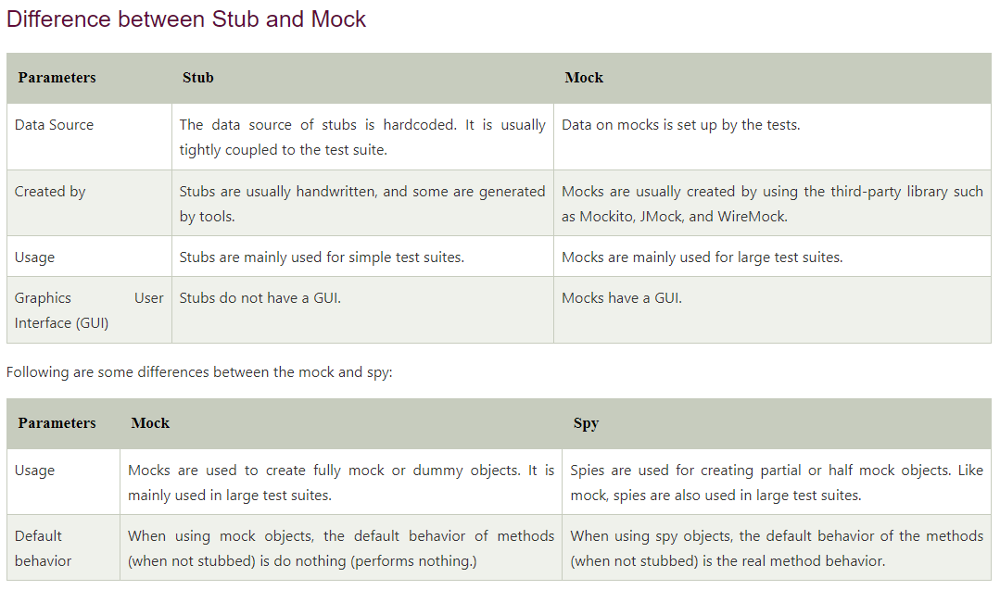 Difference between Stub and Mock
Parameters Stub Mock
Data Source The data source of stubs is hardcoded. It is usually Data on mocks is set up by the tests.
tightly coupled to the test suite.
Created by Stubs are usually handwritten, and some are generated Mocks are usually created by using the third-party library such
by tools. as Mockito, JMock, and WireMock.
Usage Stubs are mainly used for simple test suites. Mocks are mainly used for large test suites.
Graphics User Stubs do not have a GUI. Mocks have a GUI.
Interface (GUI)
Following are some differences between the mock and spy:
Parameters Mock Spy
Usage Mocks are used to create fully mock or dummy objects. It is Spies are used for creating partial or half mock objects. Like
mainly used in large test suites. mock, spies are also used in large test suites.
Default When using mock objects, the default behavior of methods When using spy objects, the default behavior of the methods
behavior (when not stubbed) is do nothing (performs nothing.) (when not stubbed) is the real method behavior.